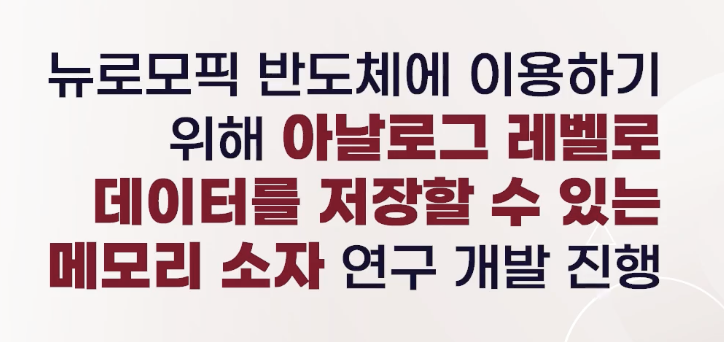 뉴로모픽 반도체에 이용하기
위해 아날로그 레벨로
데이터를 저장할 수 있는
메모리 소자 연구 개발 진행